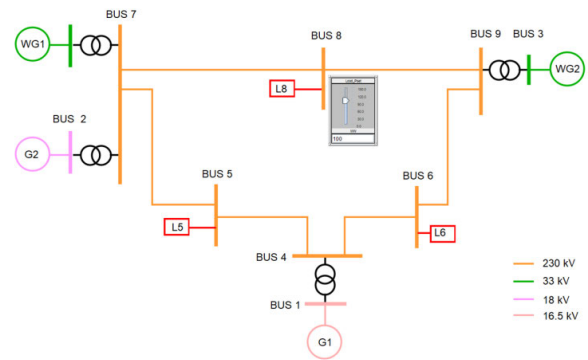 BUS 7
BUS 8
BUS 9
BUS 3
WG1
WG2
L8
100
BUS 2
G2
BUS 5
BUS 6
L5
L6
BUS 4
BUS 1
G1
230 kV
33 kV
18 kV
16.5 kV